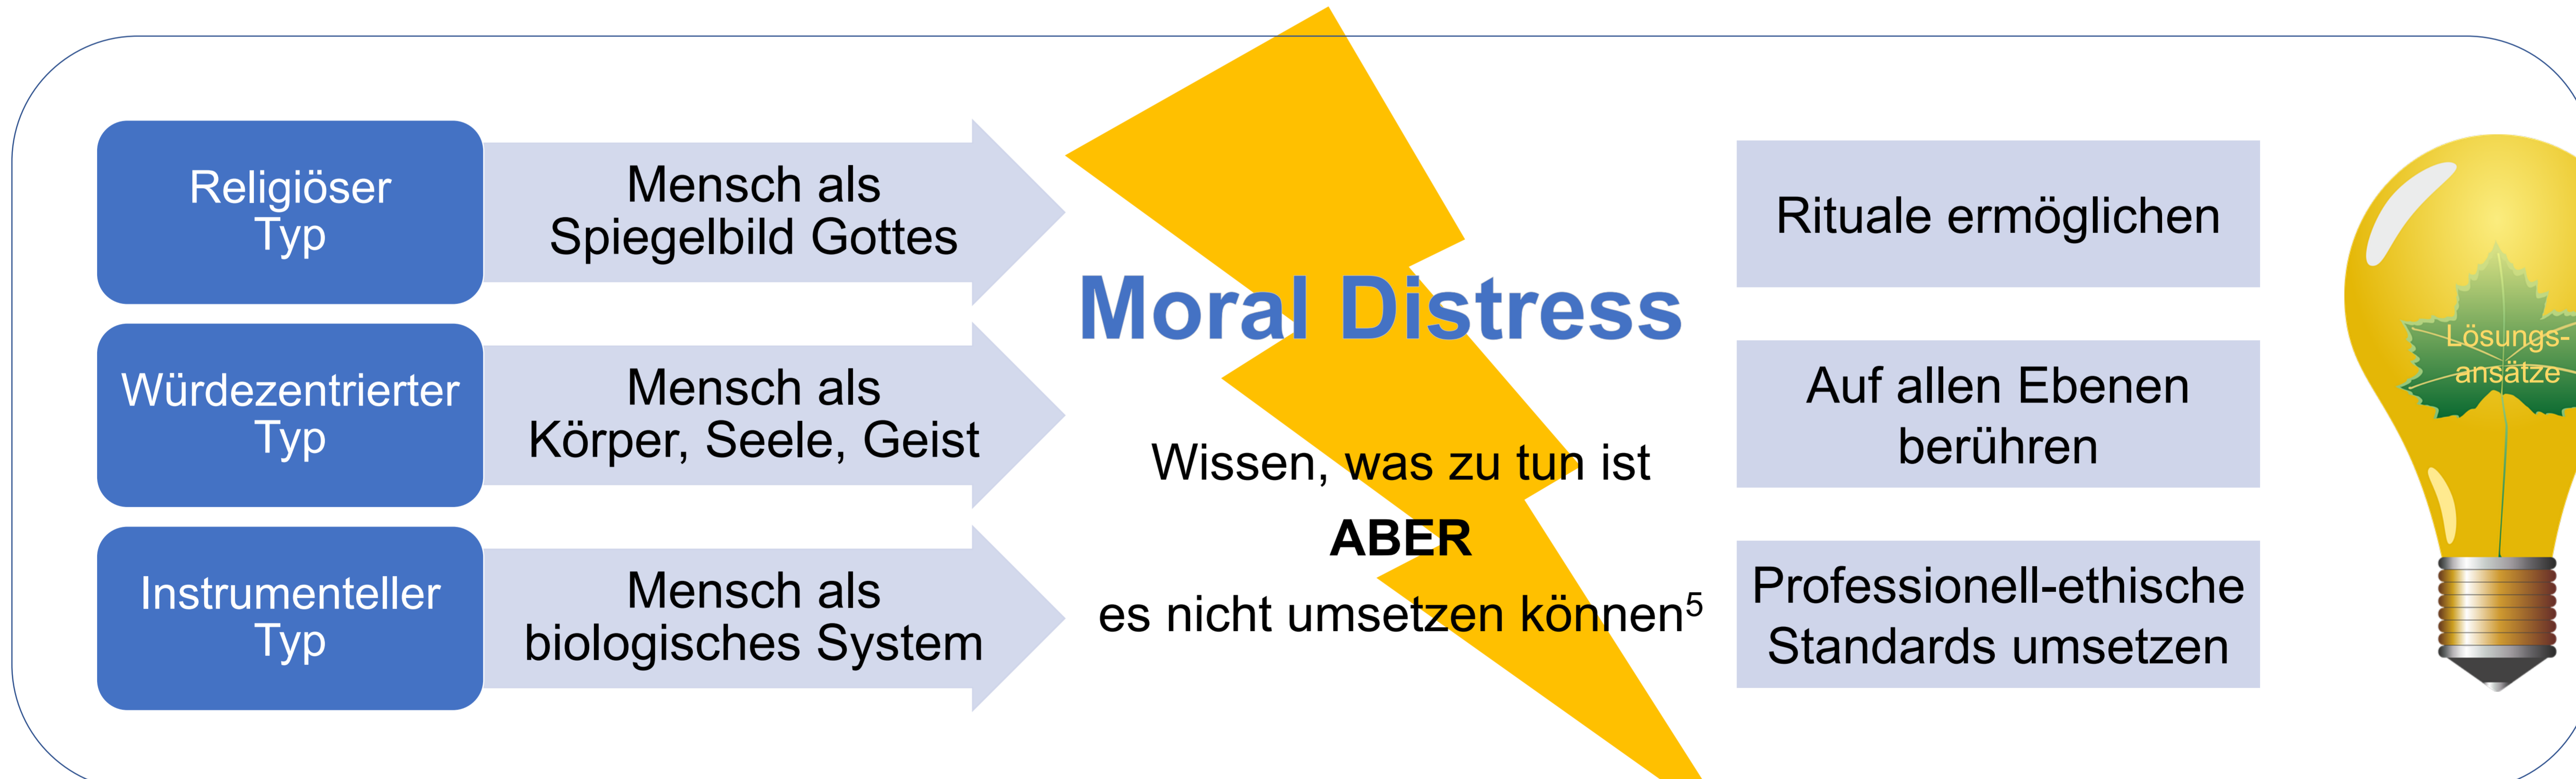 Religiöser
Typ
Mensch als
Spiegelbild Gottes
Würdezentrierter
Typ
Mensch als
Körper, Seele, Geist
Instrumenteller
Typ
Mensch als
biologisches System
Moral Distress
Wissen, was zu tun ist
ABER
es nicht umsetzen können⁵
Rituale ermöglichen
Auf allen Ebenen
berühren
Professionell-ethische
Standards umsetzen
Lösungs-
ansätze